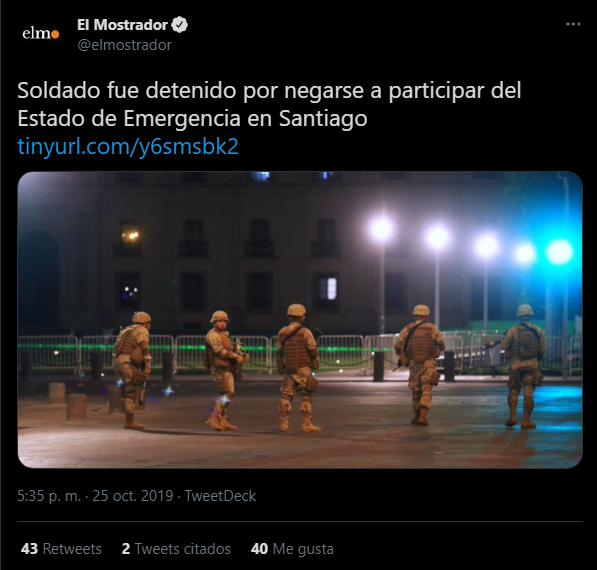 elmo
El Mostrador
@elmostrador
Soldado fue detenido por negarse a participar del
Estado de Emergencia en Santiago
tinyurl.com/y6smsbk2
5:35 p. m. · 25 oct. 2019 · TweetDeck
43 Retweets 2 Tweets citados 40 Me gusta